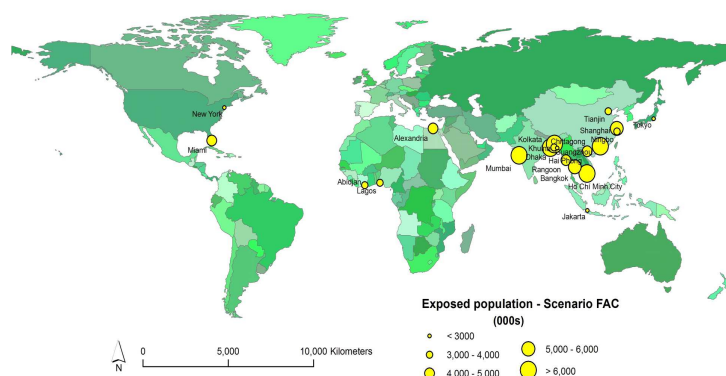 New York
Miami
Alexandria
Abidjan
Lagos
Mumbai
Kolkata
Chittagong
Khulna
Dhaka
Guangzhou
Hai Phong
Rangoon
Bangkok
Ho Chi Minh City
Jakarta
Tianjin
Shanghai
Ningbo
Tokyo
Exposed population - Scenario FAC
(000s)
< 3000
3,000 - 4,000
4,000 - 5,000
5,000 - 6,000
> 6,000
N
0 5,000 10,000 Kilometers